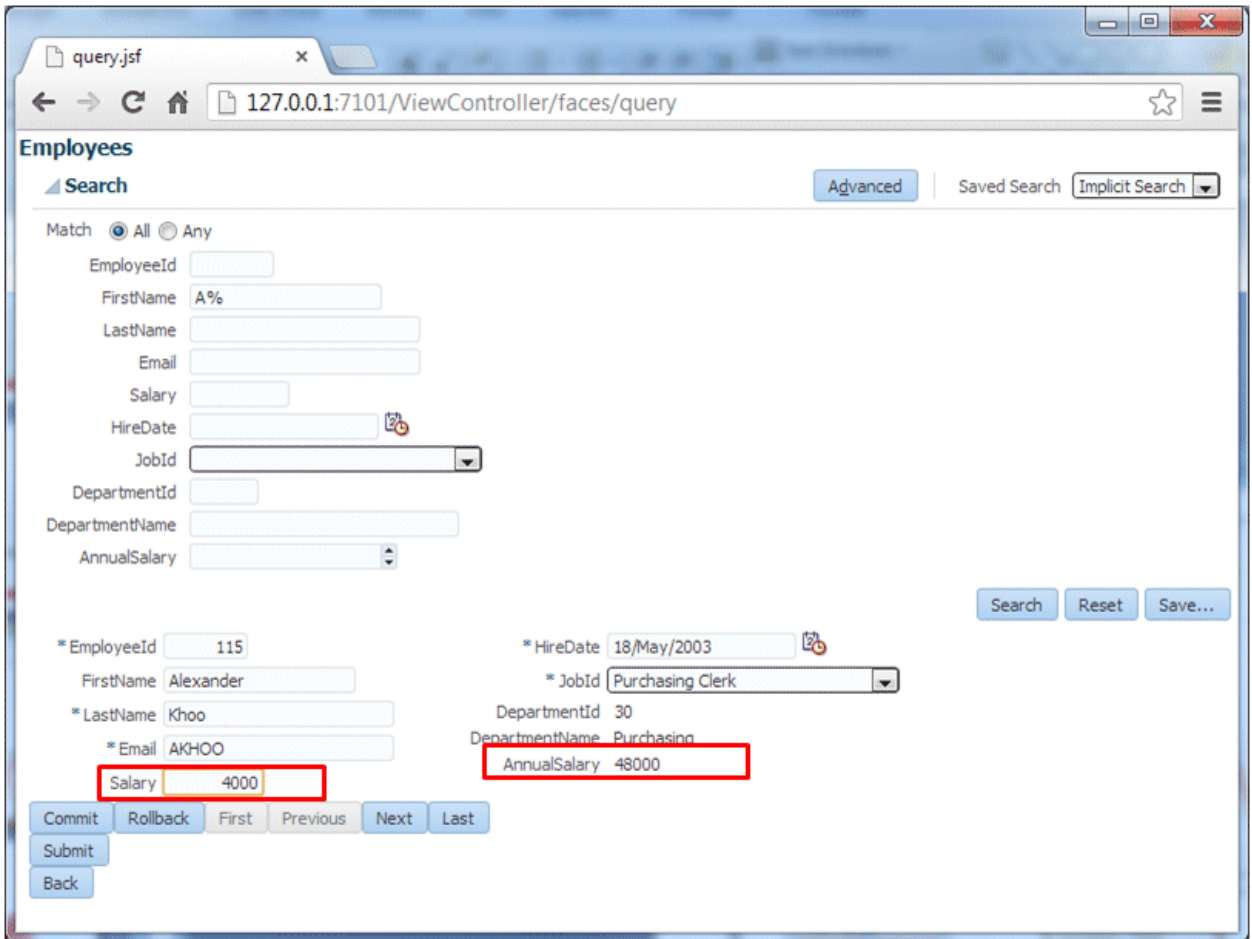 query.jsf
127.0.0.1:7101/ViewController/faces/query
Employees
Search Advanced Saved Search Implicit Search
Match All Any
EmployeeId
FirstName A%
LastName
Email
Salary
HireDate
JobId
DepartmentId
DepartmentName
AnnualSalary
Search Reset Save...
* EmployeeId 115 * HireDate 18/May/2003
FirstName Alexander * JobId Purchasing Clerk
* LastName Khoo DepartmentId 30
* Email AKHOO DepartmentName Purchasing
Salary 4000 AnnualSalary 48000
Commit Rollback First Previous Next Last
Submit
Back